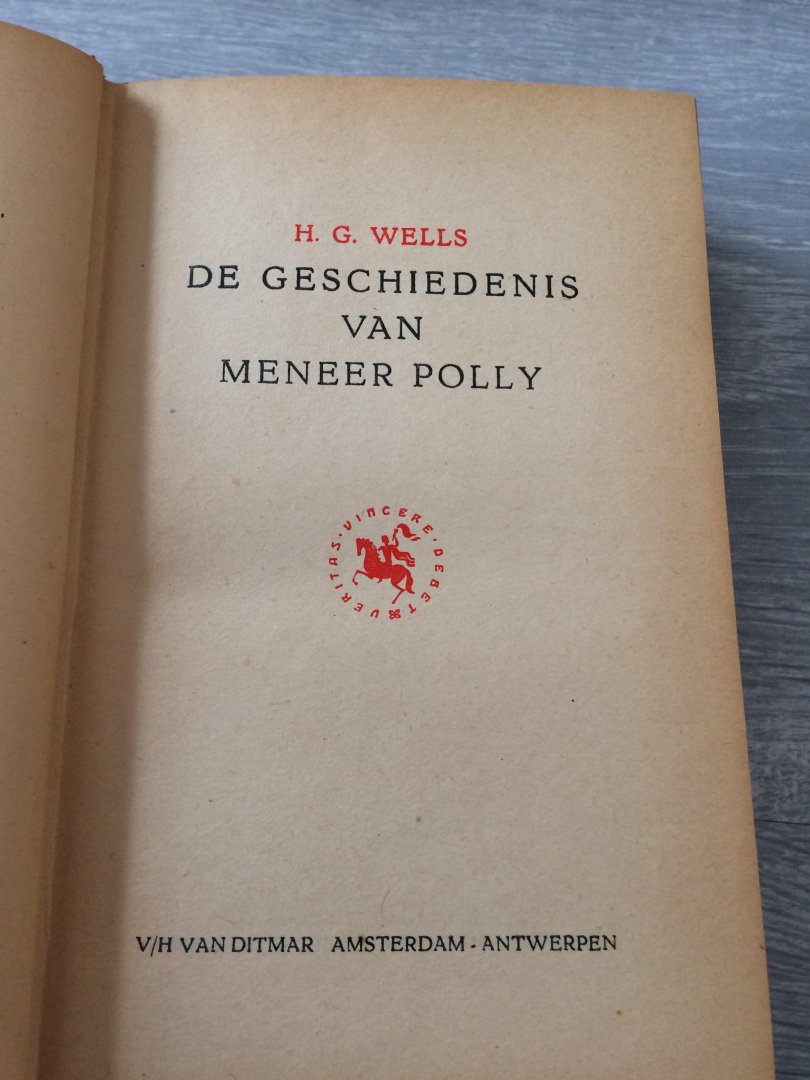 H. G. WELLS
DE GESCHIEDENIS
VAN
MENEER POLLY
VERITAS · VINCERE · DEBET
V/H VAN DITMAR AMSTERDAM - ANTWERPEN